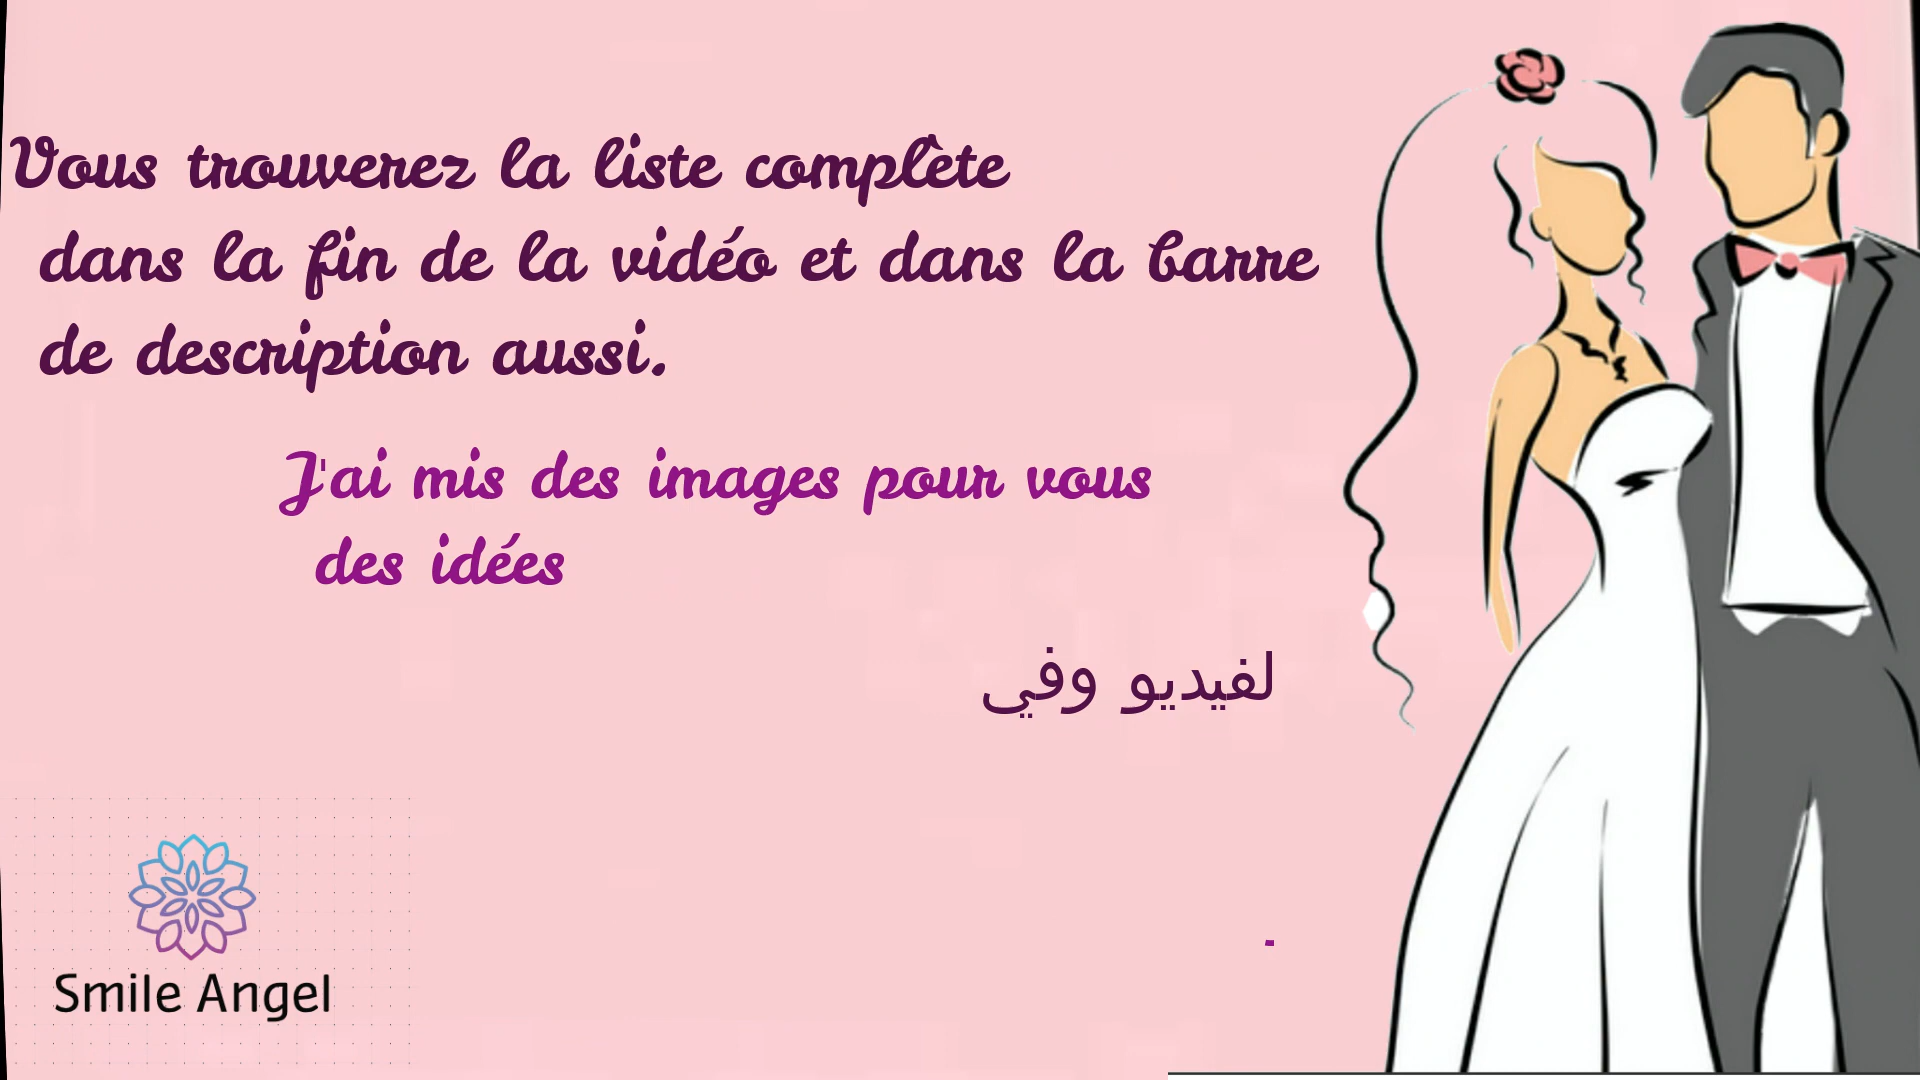 Vous trouverez la liste complète
dans la fin de la vidéo et dans la barre
de description aussi.
J'ai mis des images pour vous
des idées
لفيديو وفي
-
Smile Angel